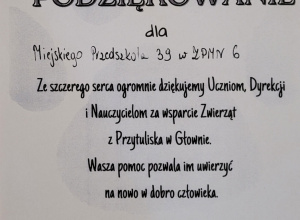 PODZIĘKOWANIE
dla
Miejskiego Przedszkola 39 w ZPMN 6
Ze szczerego serca ogromnie dziękujemy Uczniom, Dyrekcji
i Nauczycielom za wsparcie Zwierząt
z Przytuliska w Głownie.
Wasza pomoc pozwala im uwierzyć
na nowo w dobro człowieka.